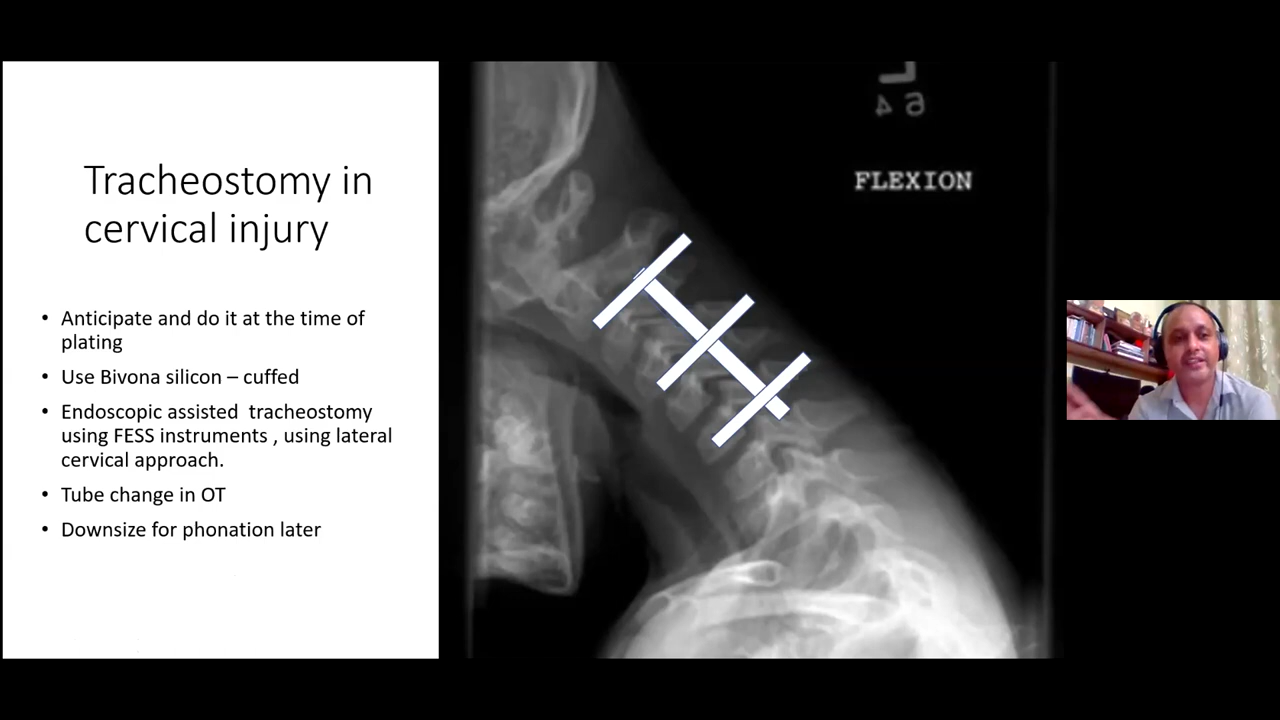 Tracheostomy in
cervical injury
• Anticipate and do it at the time of
plating
• Use Bivona silicon – cuffed
• Endoscopic assisted tracheostomy
using FESS instruments , using lateral
cervical approach.
• Tube change in OT
• Downsize for phonation later
L
64
FLEXION